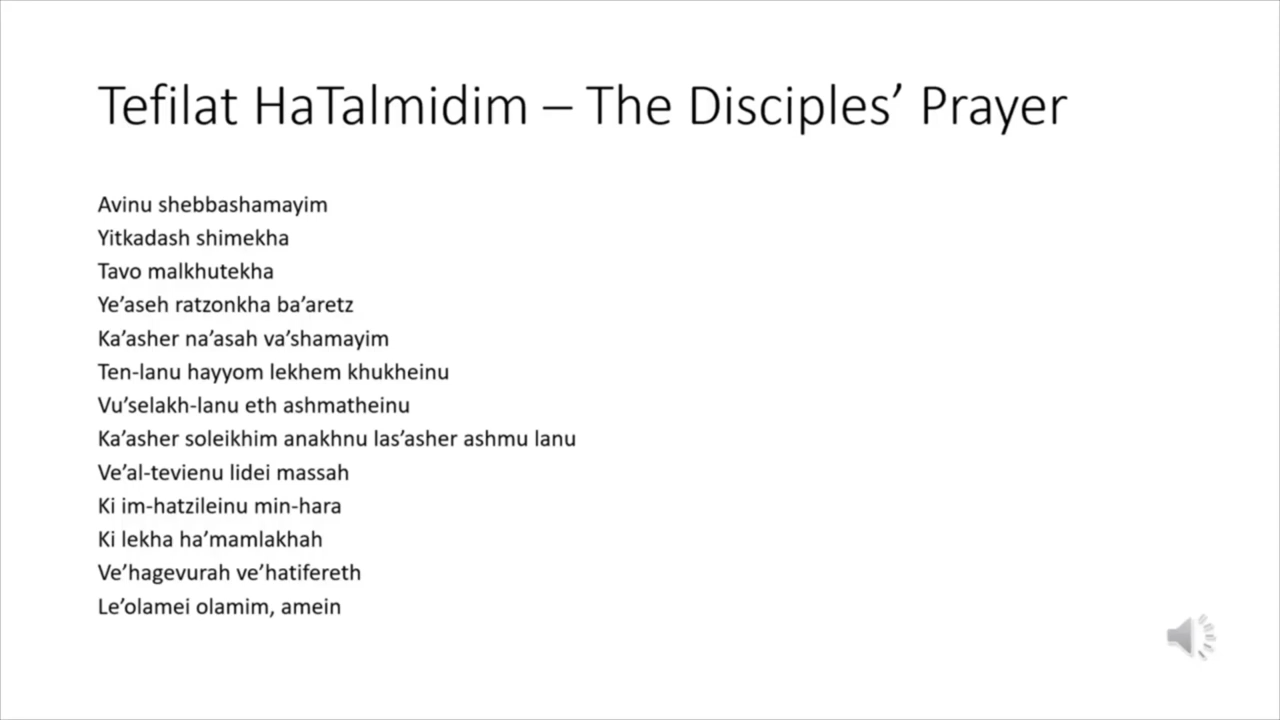 Tefilat HaTalmidim – The Disciples’ Prayer
Avinu shebbashamayim
Yitkadash shimekha
Tavo malkhutekha
Ye’aseh ratzonkha ba’aretz
Ka’asher na’asah va’shamayim
Ten-lanu hayyom lekhem khukheinu
Vu’selakh-lanu eth ashmatheinu
Ka’asher soleikhim anakhnu las’asher ashmu lanu
Ve’al-tevienu lidei massah
Ki im-hatzileinu min-hara
Ki lekha ha’mamlakhah
Ve’hagevurah ve’hatifereth
Le’olamei olamim, amein